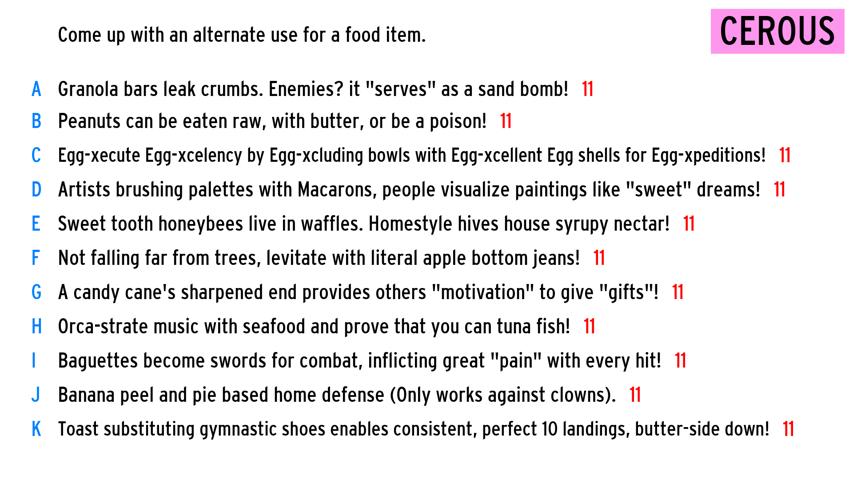 Come up with an alternate use for a food item.
CEROUS
A Granola bars leak crumbs. Enemies? it "serves" as a sand bomb! 11
B Peanuts can be eaten raw, with butter, or be a poison! 11
C Egg-xecute Egg-xcelency by Egg-xcluding bowls with Egg-xcellent Egg shells for Egg-xpeditions! 11
D Artists brushing palettes with Macarons, people visualize paintings like "sweet" dreams! 11
E Sweet tooth honeybees live in waffles. Homestyle hives house syrupy nectar! 11
F Not falling far from trees, levitate with literal apple bottom jeans! 11
G A candy cane's sharpened end provides others "motivation" to give "gifts"! 11
H Orca-strate music with seafood and prove that you can tuna fish! 11
I Baguettes become swords for combat, inflicting great "pain" with every hit! 11
J Banana peel and pie based home defense (Only works against clowns). 11
K Toast substituting gymnastic shoes enables consistent, perfect 10 landings, butter-side down! 11